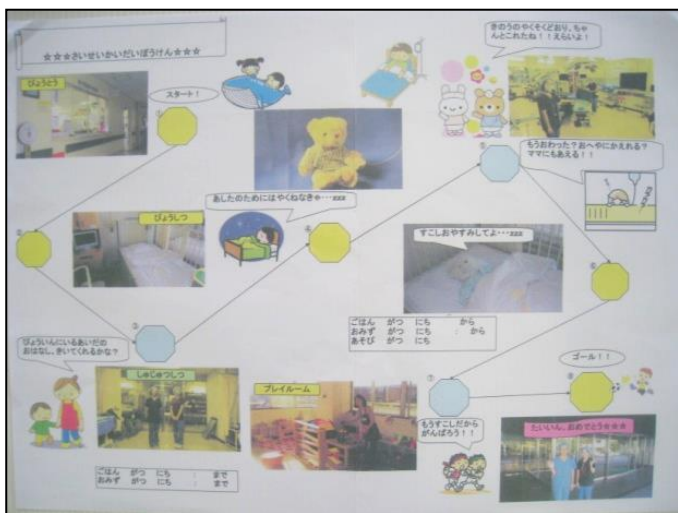 ☆☆☆さいせいかいだいぼうけん☆☆☆
びょうとう
スタート！
①
きのうのやくそくどおり、ちゃ
んとこれたね！！えらいよ！
⑤
もうおわった？おへやにかえれる？
ママにもあえる！！
②
びょうしつ
あしたのためにはやくねなきゃ・・・zzz
④
すこしおやすみしてよ・・・zzz
⑥
ごはん　がつ　にち　　から
おみず　がつ　にち　：　から
あそび　がつ　にち
③
びょういんにいるあいだの
おはなし、きいてくれるかな？
しゅじゅつしつ
プレイルーム
⑦
もうすこしだから
がんばろう！！
ゴール！！
⑧
たいいん、おめでとう☆☆☆
ごはん　がつ　にち　：　まで
おみず　がつ　にち　：　まで